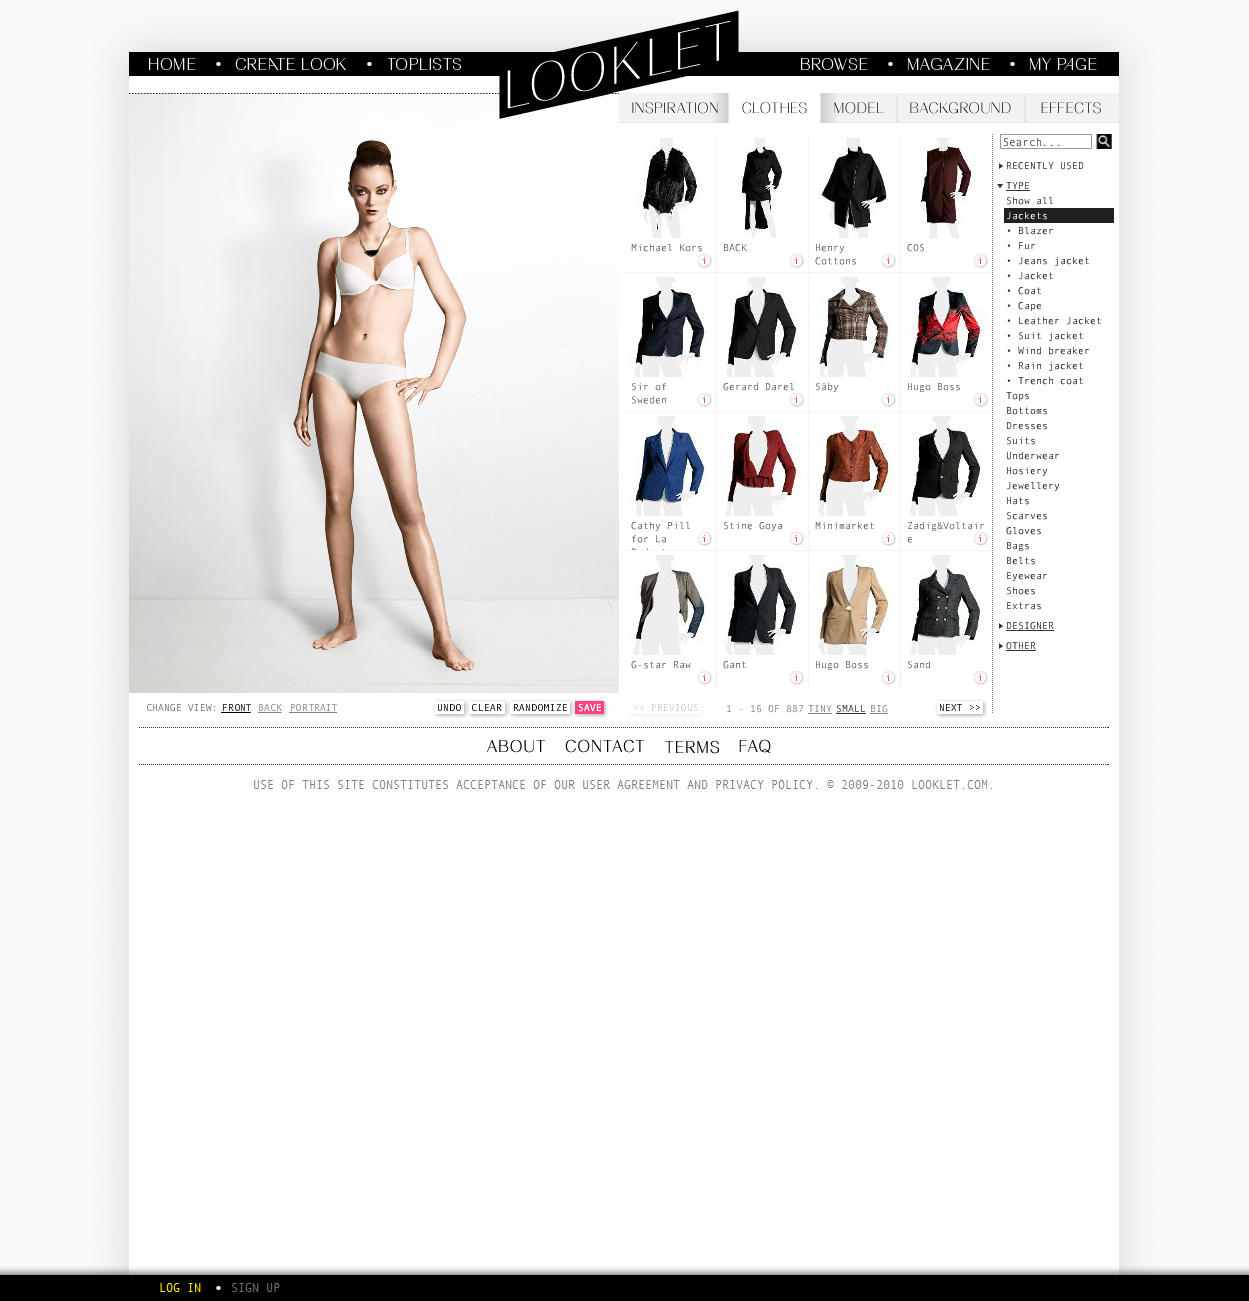 LOOKLET
HOME • CREATE LOOK • TOPLISTS
BROWSE • MAGAZINE • MY PAGE
INSPIRATION CLOTHES MODEL BACKGROUND EFFECTS
Search...
RECENTLY USED
TYPE
Show all
Jackets
• Blazer
• Fur
• Jeans jacket
• Jacket
• Coat
• Cape
• Leather Jacket
• Suit jacket
• Wind breaker
• Rain jacket
• Trench coat
Tops
Bottoms
Dresses
Suits
Underwear
Hosiery
Jewellery
Hats
Scarves
Gloves
Bags
Belts
Eyewear
Shoes
Extras
DESIGNER
OTHER
Michael Kors
i
BACK
i
Henry
Cottons
i
COS
i
Sir of
Sweden
i
Gerard Darel
i
Säby
i
Hugo Boss
i
Cathy Pill
for La
i
Stine Goya
i
Minimarket
i
Zadig&Voltair
e
i
G-star Raw
i
Gant
i
Hugo Boss
i
Sand
i
CHANGE VIEW: FRONT BACK PORTRAIT
UNDO CLEAR RANDOMIZE SAVE
<< PREVIOUS 1 - 16 OF 887 TINY SMALL BIG NEXT >>
ABOUT CONTACT TERMS FAQ
USE OF THIS SITE CONSTITUTES ACCEPTANCE OF OUR USER AGREEMENT AND PRIVACY POLICY. © 2009-2010 LOOKLET.COM.
LOG IN • SIGN UP